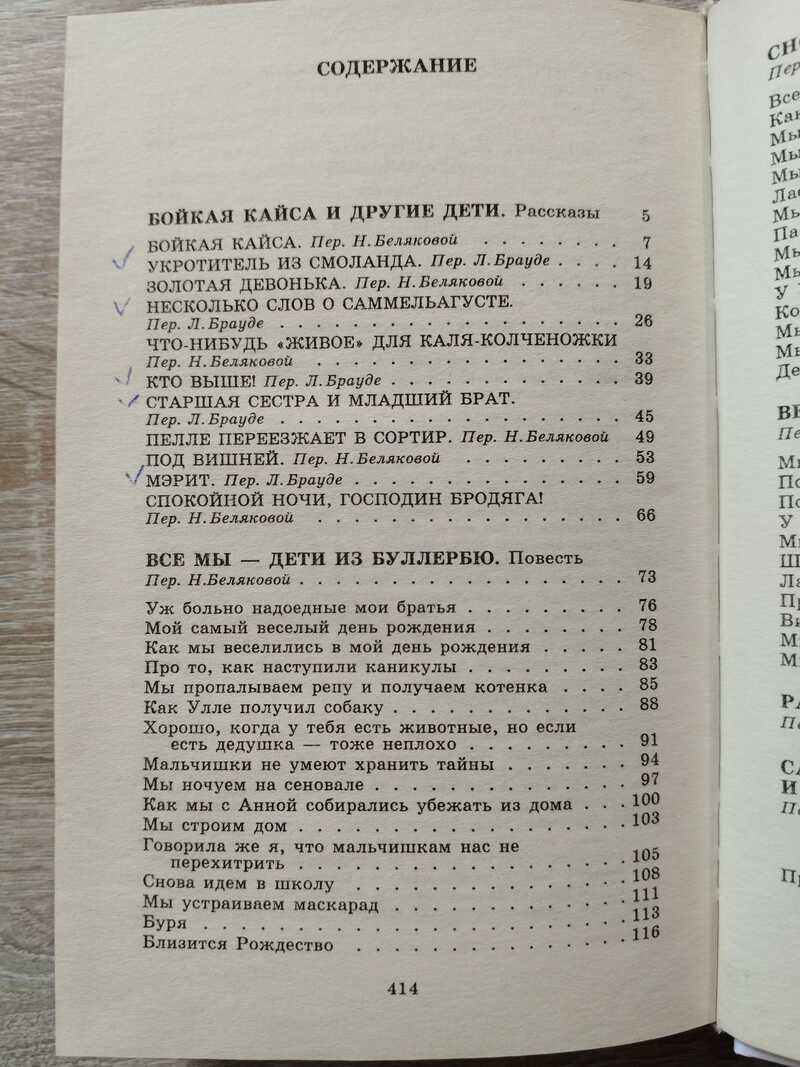 СОДЕРЖАНИЕ
БОЙКАЯ КАЙСА И ДРУГИЕ ДЕТИ. Рассказы 5
БОЙКАЯ КАЙСА. Пер. Н.Беляковой . . . . . . . . 7
УКРОТИТЕЛЬ ИЗ СМОЛАНДА. Пер. Л.Брауде . . . . 14
ЗОЛОТАЯ ДЕВОНЬКА. Пер. Н.Беляковой . . . . . . 19
НЕСКОЛЬКО СЛОВ О САММЕЛЬАГУСТЕ.
Пер. Л.Брауде . . . . . . . . . . . . . . . . . . 26
ЧТО-НИБУДЬ «ЖИВОЕ» ДЛЯ КАЛЯ-КОЛЧЕНОЖКИ
Пер. Н.Беляковой . . . . . . . . . . . . . . . . 33
КТО ВЫШЕ! Пер. Л.Брауде . . . . . . . . . . . . 39
СТАРШАЯ СЕСТРА И МЛАДШИЙ БРАТ.
Пер. Л.Брауде . . . . . . . . . . . . . . . . . . 45
ПЕЛЛЕ ПЕРЕЕЗЖАЕТ В СОРТИР. Пер. Н.Беляковой 49
ПОД ВИШНЕЙ. Пер. Н.Беляковой . . . . . . . . . 53
МЭРИТ. Пер. Л.Брауде . . . . . . . . . . . . . . 59
СПОКОЙНОЙ НОЧИ, ГОСПОДИН БРОДЯГА!
Пер. Н.Беляковой . . . . . . . . . . . . . . . . 66
ВСЕ МЫ — ДЕТИ ИЗ БУЛЛЕРБЮ. Повесть
Пер. Н.Беляковой . . . . . . . . . . . . . . . . . 73
Уж больно надоедные мои братья . . . . . . . . . 76
Мой самый веселый день рождения . . . . . . . . 78
Как мы веселились в мой день рождения . . . . . 81
Про то, как наступили каникулы . . . . . . . . . 83
Мы пропалываем репу и получаем котенка . . . . 85
Как Улле получил собаку . . . . . . . . . . . . 88
Хорошо, когда у тебя есть животные, но если
есть дедушка — тоже неплохо . . . . . . . . . 91
Мальчишки не умеют хранить тайны . . . . . . . 94
Мы ночуем на сеновале . . . . . . . . . . . . . 97
Как мы с Анной собирались убежать из дома . . . 100
Мы строим дом . . . . . . . . . . . . . . . . . 103
Говорила же я, что мальчишкам нас не
перехитрить . . . . . . . . . . . . . . . . . 105
Снова идем в школу . . . . . . . . . . . . . . 108
Мы устраиваем маскарад . . . . . . . . . . . . 111
Буря . . . . . . . . . . . . . . . . . . . . . 113
Близится Рождество . . . . . . . . . . . . . . 116
414